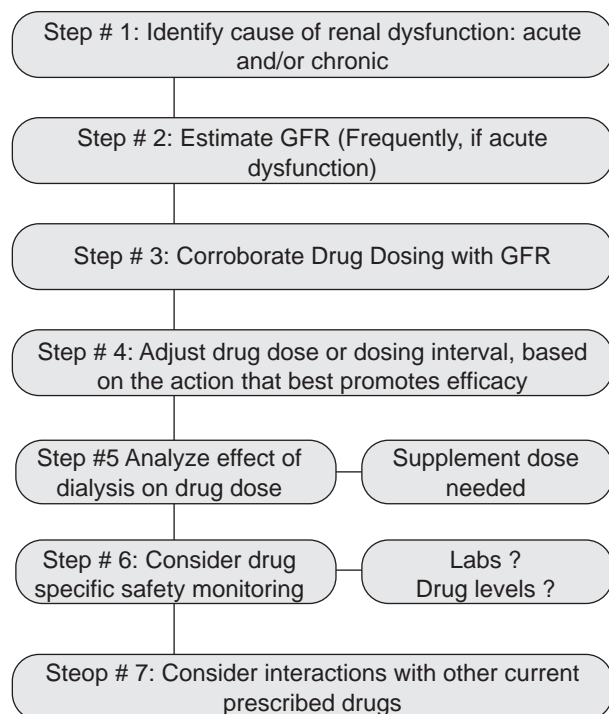 Step # 1: Identify cause of renal dysfunction: acute
and/or chronic
Step # 2: Estimate GFR (Frequently, if acute
dysfunction)
Step # 3: Corroborate Drug Dosing with GFR
Step # 4: Adjust drug dose or dosing interval, based
on the action that best promotes efficacy
Step #5 Analyze effect of
dialysis on drug dose
Supplement dose
needed
Step # 6: Consider drug
specific safety monitoring
Labs ?
Drug levels ?
Steop # 7: Consider interactions with other current
prescribed drugs